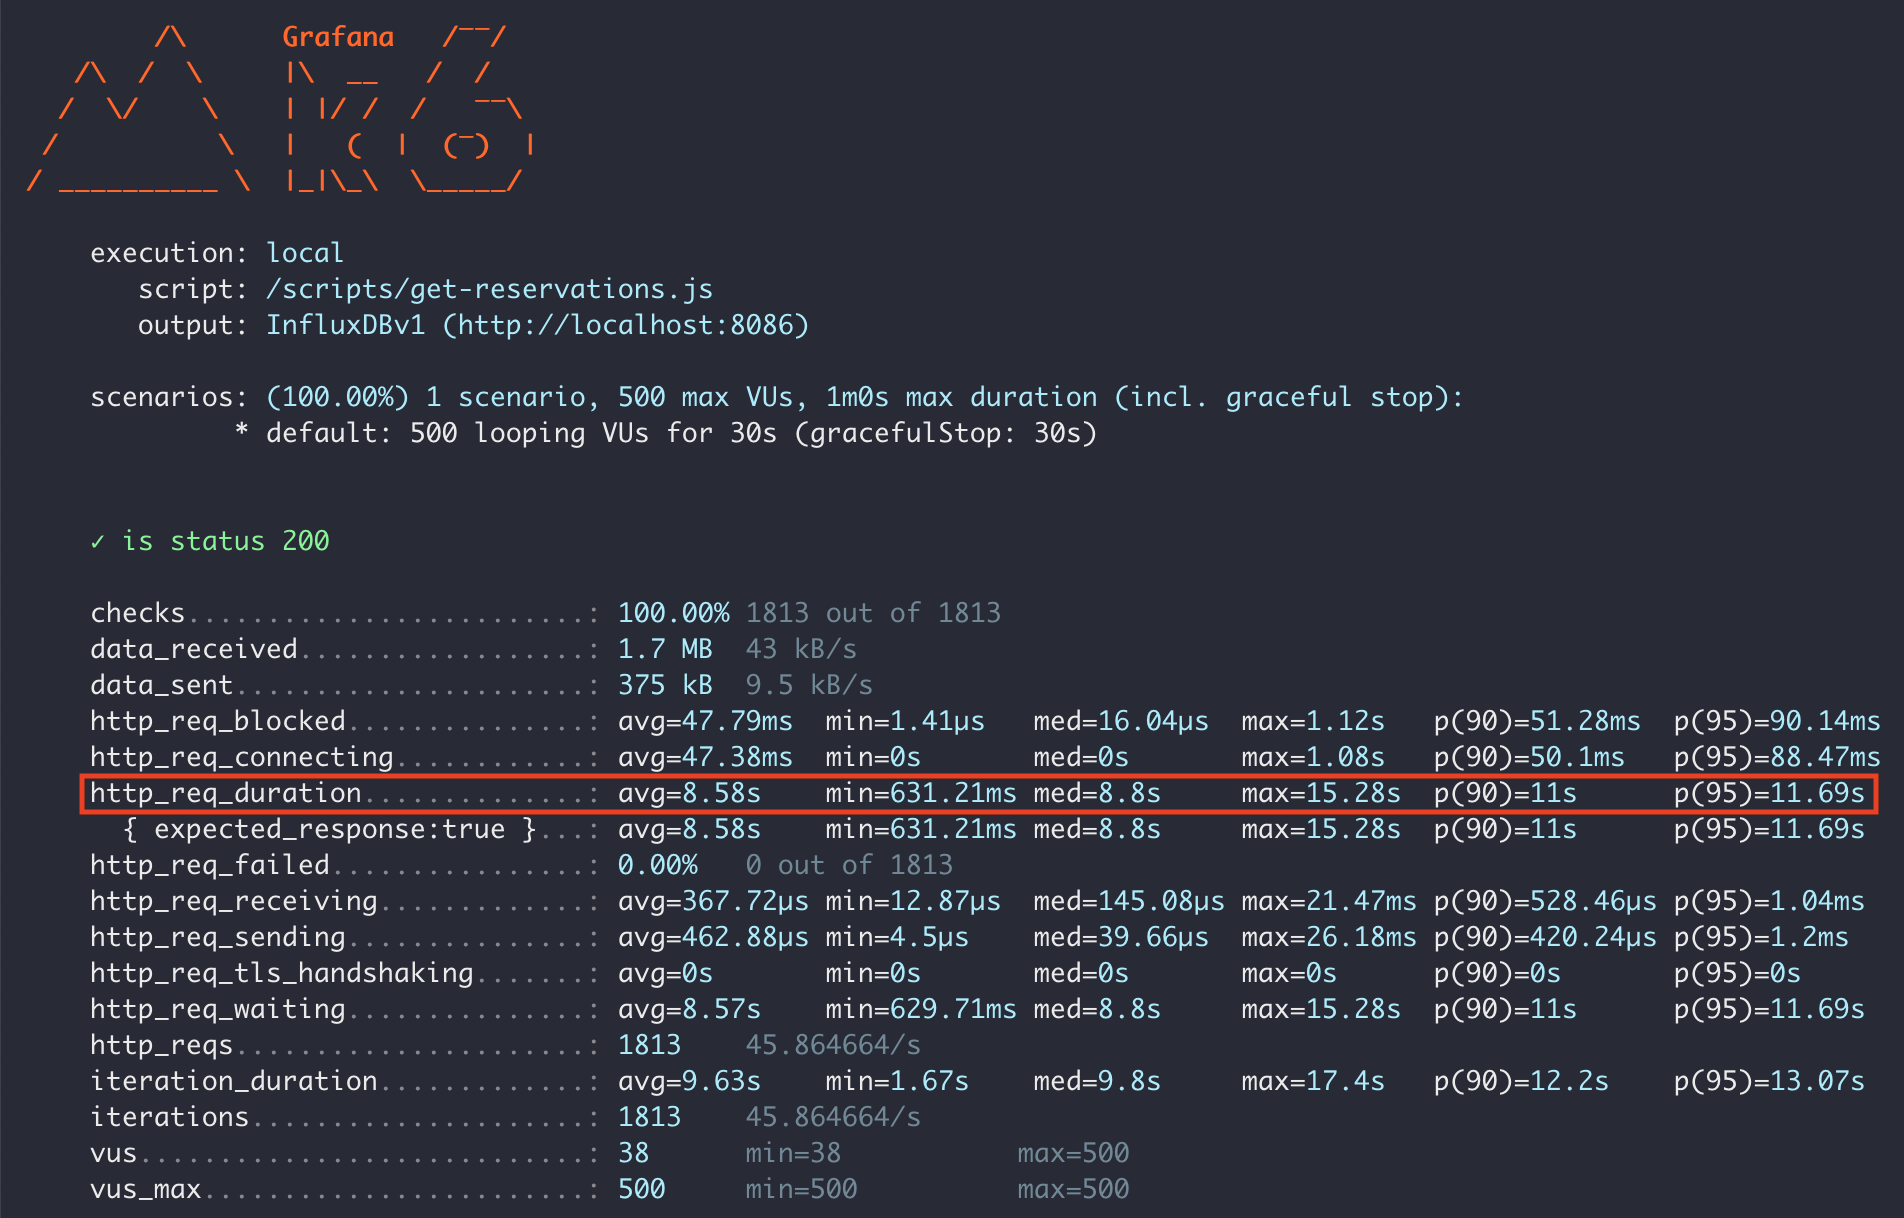 /\      Grafana   /‾‾/
    /\  /  \     |\  __   /  /
   /  \/    \    | |/ /  /   ‾‾\
  /          \   |   (  |  (‾)  |
 / __________ \  |_|\_\  \_____/

execution: local
script: /scripts/get-reservations.js
output: InfluxDBv1 (http://localhost:8086)

scenarios: (100.00%) 1 scenario, 500 max VUs, 1m0s max duration (incl. graceful stop):
* default: 500 looping VUs for 30s (gracefulStop: 30s)

✓ is status 200

checks.........................: 100.00% 1813 out of 1813
data_received..................: 1.7 MB  43 kB/s
data_sent......................: 375 kB  9.5 kB/s
http_req_blocked...............: avg=47.79ms  min=1.41µs   med=16.04µs  max=1.12s   p(90)=51.28ms  p(95)=90.14ms
http_req_connecting............: avg=47.38ms  min=0s       med=0s       max=1.08s   p(90)=50.1ms   p(95)=88.47ms
http_req_duration..............: avg=8.58s    min=631.21ms med=8.8s     max=15.28s  p(90)=11s      p(95)=11.69s
{ expected_response:true }...: avg=8.58s    min=631.21ms med=8.8s     max=15.28s  p(90)=11s      p(95)=11.69s
http_req_failed................: 0.00%   0 out of 1813
http_req_receiving.............: avg=367.72µs min=12.87µs  med=145.08µs max=21.47ms p(90)=528.46µs p(95)=1.04ms
http_req_sending...............: avg=462.88µs min=4.5µs    med=39.66µs  max=26.18ms p(90)=420.24µs p(95)=1.2ms
http_req_tls_handshaking.......: avg=0s       min=0s       med=0s       max=0s      p(90)=0s       p(95)=0s
http_req_waiting...............: avg=8.57s    min=629.71ms med=8.8s     max=15.28s  p(90)=11s      p(95)=11.69s
http_reqs......................: 1813    45.864664/s
iteration_duration.............: avg=9.63s    min=1.67s    med=9.8s     max=17.4s   p(90)=12.2s    p(95)=13.07s
iterations.....................: 1813    45.864664/s
vus............................: 38      min=38           max=500
vus_max........................: 500     min=500          max=500